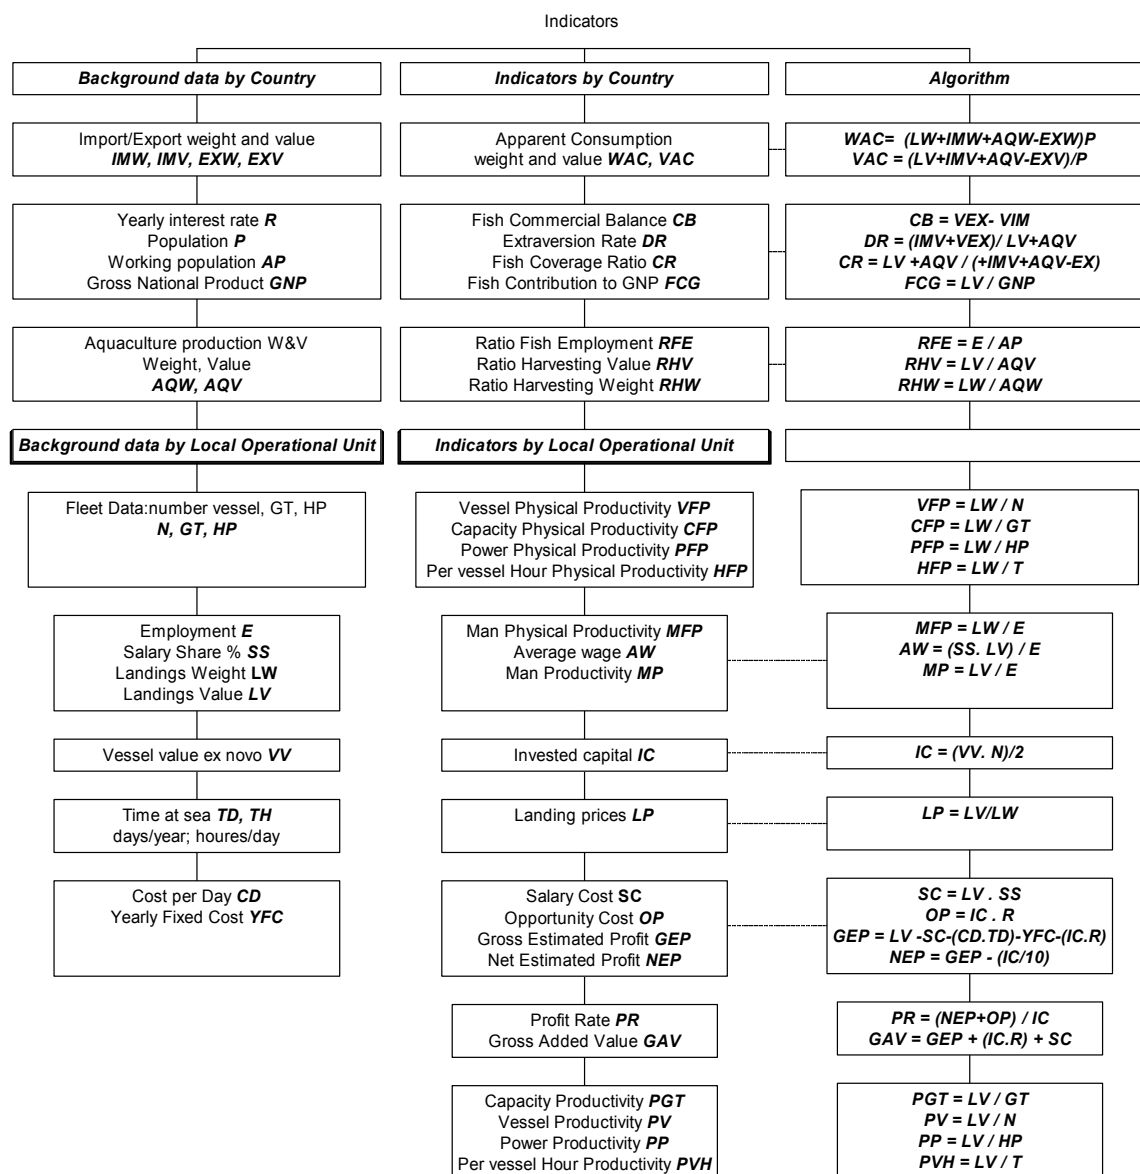 Indicators
Background data by Country
Indicators by Country
Algorithm
Import/Export weight and value
IMW, IMV, EXW, EXV
Apparent Consumption
weight and value WAC, VAC
WAC= (LW+IMW+AQW-EXW)P
VAC = (LV+IMV+AQV-EXV)/P
Yearly interest rate R
Population P
Working population AP
Gross National Product GNP
Fish Commercial Balance CB
Extraversion Rate DR
Fish Coverage Ratio CR
Fish Contribution to GNP FCG
CB = VEX- VIM
DR = (IMV+VEX)/ LV+AQV
CR = LV +AQV / (+IMV+AQV-EX)
FCG = LV / GNP
Aquaculture production W&V
Weight, Value
AQW, AQV
Ratio Fish Employment RFE
Ratio Harvesting Value RHV
Ratio Harvesting Weight RHW
RFE = E / AP
RHV = LV / AQV
RHW = LW / AQW
Background data by Local Operational Unit
Indicators by Local Operational Unit
Fleet Data:number vessel, GT, HP
N, GT, HP
Vessel Physical Productivity VFP
Capacity Physical Productivity CFP
Power Physical Productivity PFP
Per vessel Hour Physical Productivity HFP
VFP = LW / N
CFP = LW / GT
PFP = LW / HP
HFP = LW / T
Employment E
Salary Share % SS
Landings Weight LW
Landings Value LV
Man Physical Productivity MFP
Average wage AW
Man Productivity MP
MFP = LW / E
AW = (SS. LV) / E
MP = LV / E
Vessel value ex novo VV
Invested capital IC
IC = (VV. N)/2
Time at sea TD, TH
days/year; houres/day
Landing prices LP
LP = LV/LW
Cost per Day CD
Yearly Fixed Cost YFC
Salary Cost SC
Opportunity Cost OP
Gross Estimated Profit GEP
Net Estimated Profit NEP
SC = LV . SS
OP = IC . R
GEP = LV -SC-(CD.TD)-YFC-(IC.R)
NEP = GEP - (IC/10)
Profit Rate PR
Gross Added Value GAV
PR = (NEP+OP) / IC
GAV = GEP + (IC.R) + SC
Capacity Productivity PGT
Vessel Productivity PV
Power Productivity PP
Per vessel Hour Productivity PVH
PGT = LV / GT
PV = LV / N
PP = LV / HP
PVH = LV / T